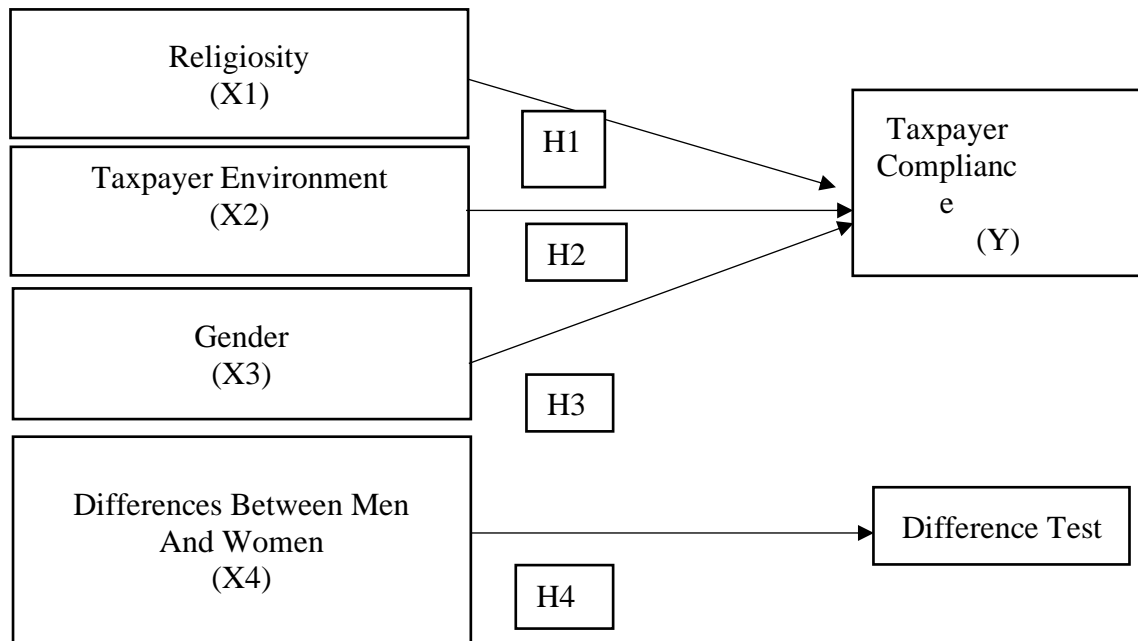 Religiosity
(X1)
H1
Taxpayer
Complianc
e
(Y)
Taxpayer Environment
(X2)
H2
Gender
(X3)
H3
Differences Between Men
And Women
(X4)
H4
Difference Test